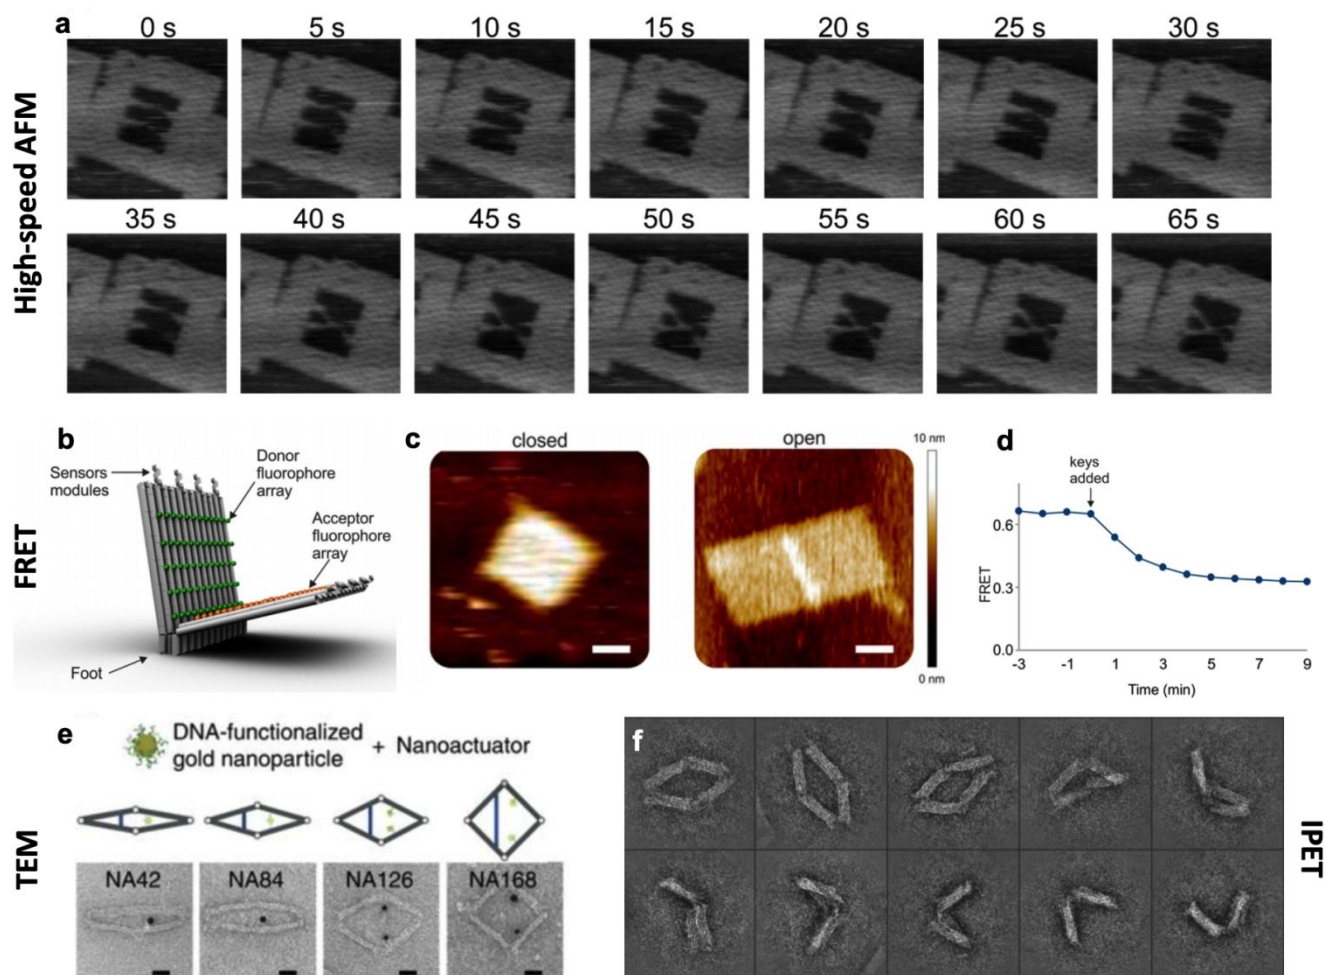 a
0 s
5 s
10 s
15 s
20 s
25 s
30 s
High-speed AFM
35 s
40 s
45 s
50 s
55 s
60 s
65 s
FRET
b
Sensors
modules
Donor
fluorophore
array
Acceptor
fluorophore
array
Foot
c
closed
open
10 nm
0 nm
d
keys
added
FRET
0.6
0.3
0.0
-3
-1
1
3
5
7
9
Time (min)
TEM
e
DNA-functionalized
gold nanoparticle
+ Nanoactuator
NA42
NA84
NA126
NA168
f
IPET